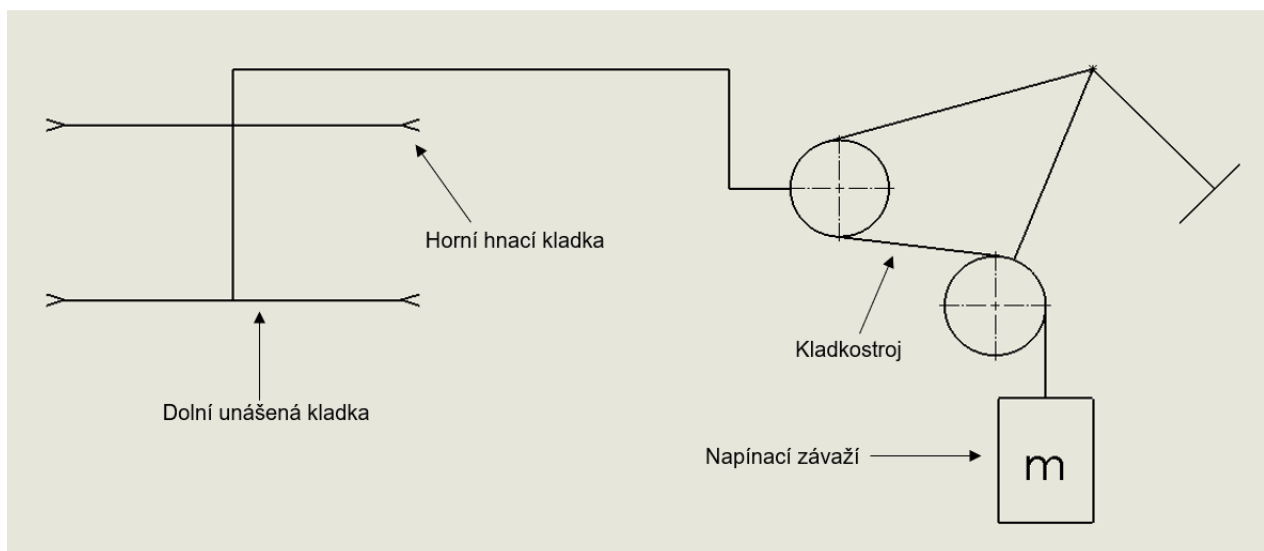 Horní hnací kladka
Kladkostroj
Dolní unášená kladka
Napínací závaží
m